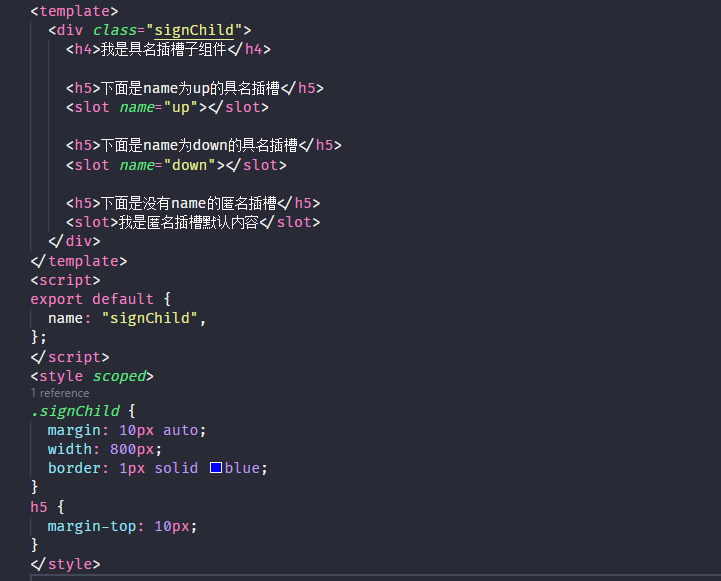 <template>
<div class="signChild">
<h4>我是具名插槽子组件</h4>
<h5>下面是name为up的具名插槽</h5>
<slot name="up"></slot>
<h5>下面是name为down的具名插槽</h5>
<slot name="down"></slot>
<h5>下面是没有name的匿名插槽</h5>
<slot>我是匿名插槽默认内容</slot>
</div>
</template>
<script>
export default {
name: "signChild",
};
</script>
<style scoped>
1 reference
.signChild {
margin: 10px auto;
width: 800px;
border: 1px solid blue;
}
h5 {
margin-top: 10px;
}
</style>